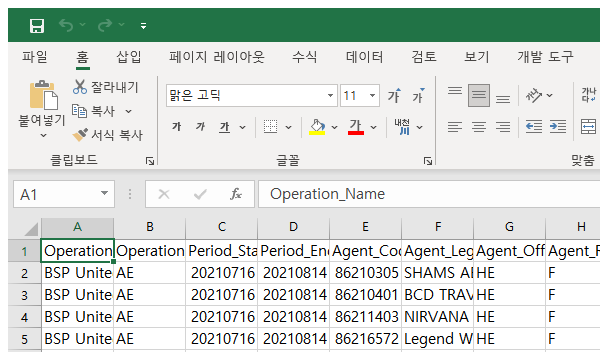 파일 홈 삽입 페이지 레이아웃 수식 데이터 검토 보기 개발 도구
붙여넣기 잘라내기 맑은 고딕 11 가 가 가나
복사
서식 복사 가 가 가 가 내천
클립보드 글꼴 맞춤
A1 fx Operation_Name
A B C D E F G H
1 Operation Operation Period_Sta Period_End Agent_Coc Agent_Leg Agent_Off Agent_F
2 BSP Unite AE 20210716 20210814 86210305 SHAMS AI HE F
3 BSP Unite AE 20210716 20210814 86210401 BCD TRAV HE F
4 BSP Unite AE 20210716 20210814 86211403 NIRVANA HE F
5 BSP Unite AE 20210716 20210814 86216572 Legend W HE F